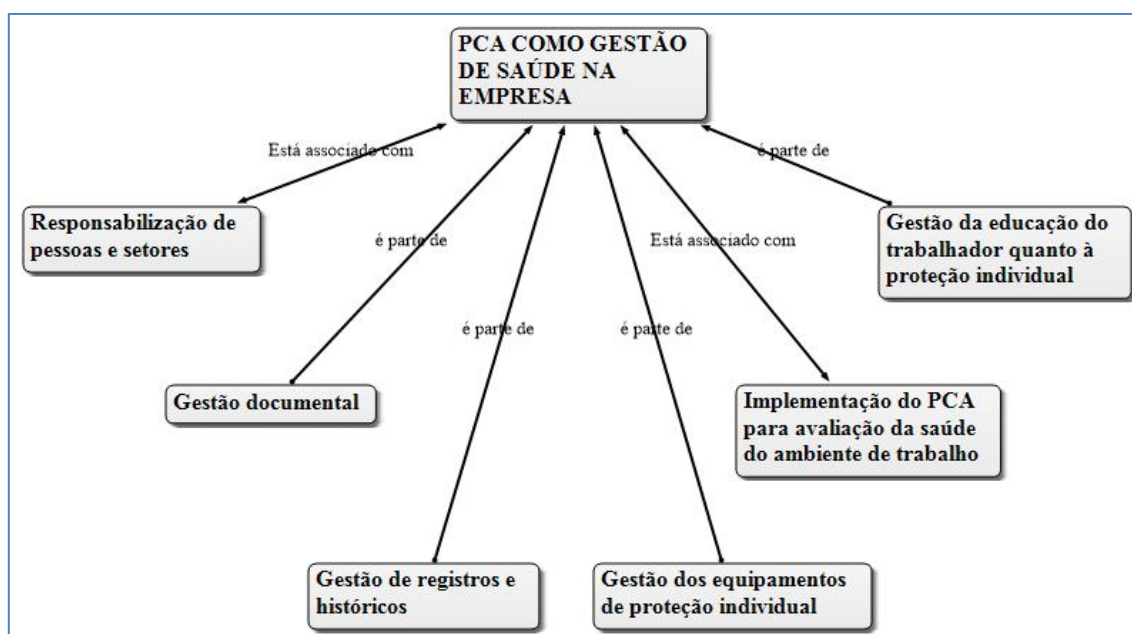 PCA COMO GESTÃO
DE SAÚDE NA
EMPRESA
Está associado com
é parte de
Responsabilização de
pessoas e setores
Gestão da educação do
trabalhador quanto à
proteção individual
é parte de
Está associado com
é parte de
é parte de
Gestão documental
Implementação do PCA
para avaliação da saúde
do ambiente de trabalho
Gestão de registros e
históricos
Gestão dos equipamentos
de proteção individual